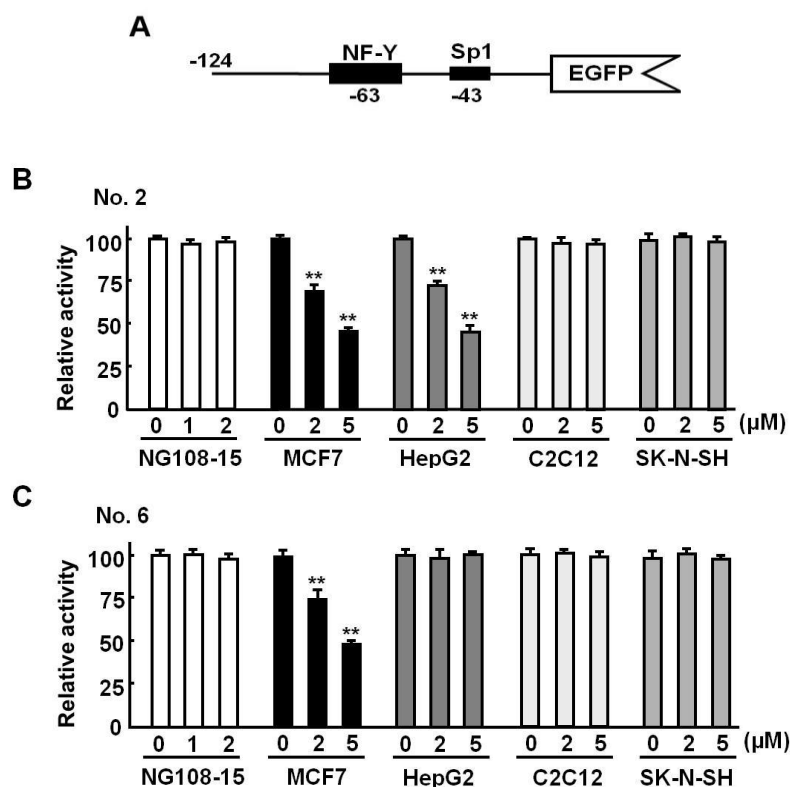 A
-124
NF-Y
Sp1
EGFP
-63
-43
B
No. 2
Relative activity
100
75
50
25
0
** ** ** **
0 1 2 0 2 5 0 2 5 0 2 5 0 2 5 (µM)
NG108-15 MCF7 HepG2 C2C12 SK-N-SH
C
No. 6
Relative activity
100
75
50
25
0
** **
0 1 2 0 2 5 0 2 5 0 2 5 0 2 5 (µM)
NG108-15 MCF7 HepG2 C2C12 SK-N-SH